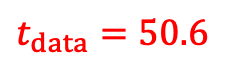 t_data = 50.6